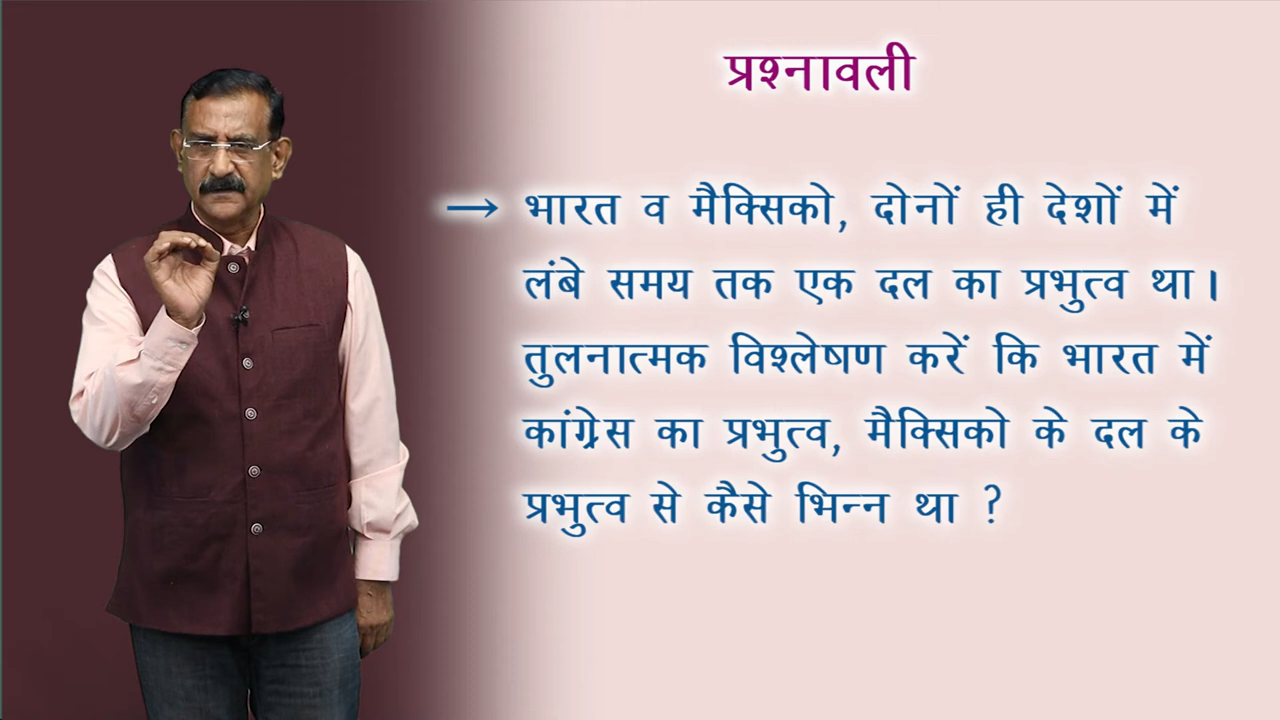 प्रश्नावली
→ भारत व मैक्सिको, दोनों ही देशों में
लंबे समय तक एक दल का प्रभुत्व था।
तुलनात्मक विश्लेषण करें कि भारत में
कांग्रेस का प्रभुत्व, मैक्सिको के दल के
प्रभुत्व से कैसे भिन्न था ?